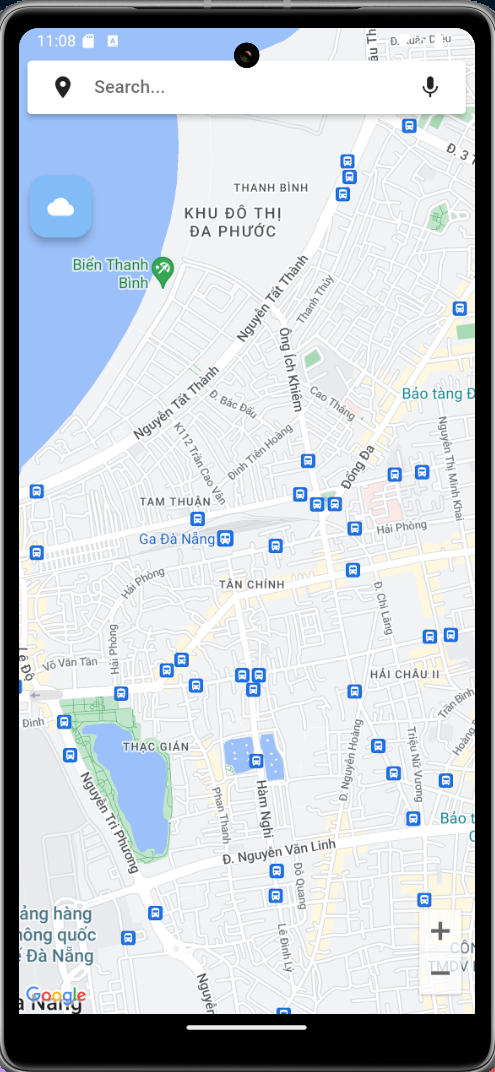 11:08
Search...
THANH BÌNH
KHU ĐÔ THỊ
ĐA PHƯỚC
Đ. 3 T
Biển Thanh
Bình
Nguyễn Tất Thành
Thanh Thủy
Ông Ích Khiêm
Nguyễn Tất Thành
Đ. Bắc Đẩu
Cao Thắng
Bảo tàng Đ
K112 Trần Cao Vân
Đinh Tiên Hoàng
Đống Đa
Nguyễn Thị Minh Khai
TAM THUẬN
Ga Đà Nẵng
Hải Phòng
Hải Phòng
TÂN CHÍNH
Đ. Chi Lăng
Hải Phòng
Lê Độ
Võ Văn Tần
HẢI CHÂU II
Trần Bình
Đình
THẠC GIÁN
Đ. Nguyễn Hoàng
Triệu Nữ Vương
Hoàng
Nguyễn Tri Phương
Phan Thanh
Hàm Nghi
Bảo t
Đ. Nguyễn Văn Linh
Đỗ Quang
ảng hàng
hông quốc
ế Đà Nẵng
Lê Đình Lý
+
CÔN
TMDV
−
Nguyễn
Google
à Nẵng